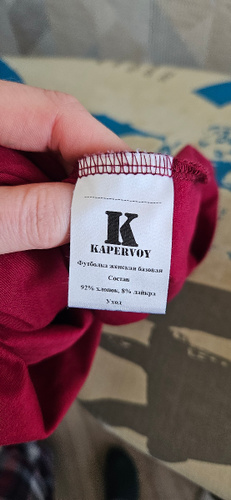 K
KAPERVOY
Футболка женская базовая
Состав
92% хлопок, 8% лайкра
Уход